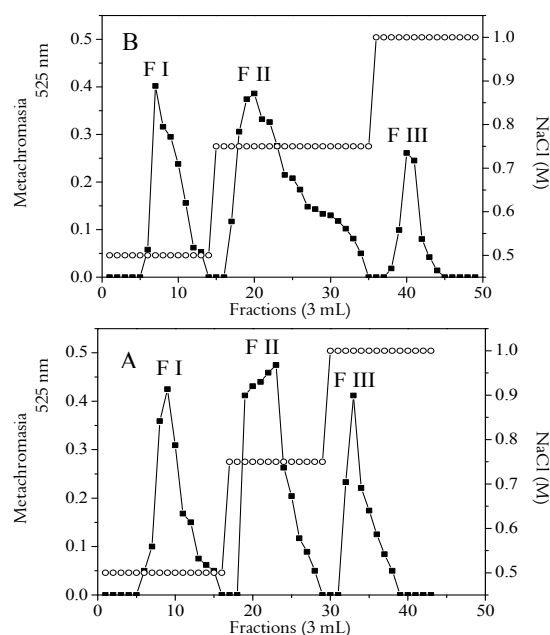 B
F I
F II
F III
Metachromasia
525 nm
0.5
0.4
0.3
0.2
0.1
0.0
1.0
0.9
0.8
0.7
0.6
0.5
NaCl (M)
0
10
20
30
40
50
Fractions (3 mL)
A
F I
F II
F III
Metachromasia
525 nm
0.5
0.4
0.3
0.2
0.1
0.0
1.0
0.9
0.8
0.7
0.6
0.5
NaCl (M)
0
10
20
30
40
50
Fractions (3 mL)